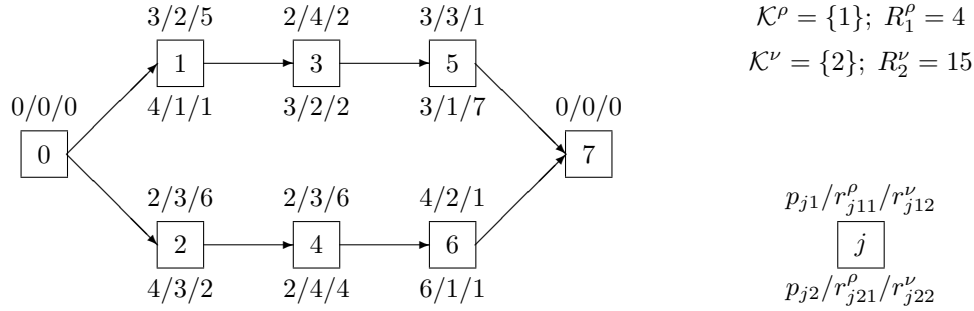 3/2/5 2/4/2 3/3/1 𝒦^ρ = {1}; R_1^ρ = 4
1 3 5 𝒦^ν = {2}; R_2^ν = 15
0/0/0 4/1/1 3/2/2 3/1/7 0/0/0
0 7
2/3/6 2/3/6 4/2/1 p_{j1}/r^ρ_{j11}/r^ν_{j12}
2 4 6 j
4/3/2 2/4/4 6/1/1 p_{j2}/r^ρ_{j21}/r^ν_{j22}